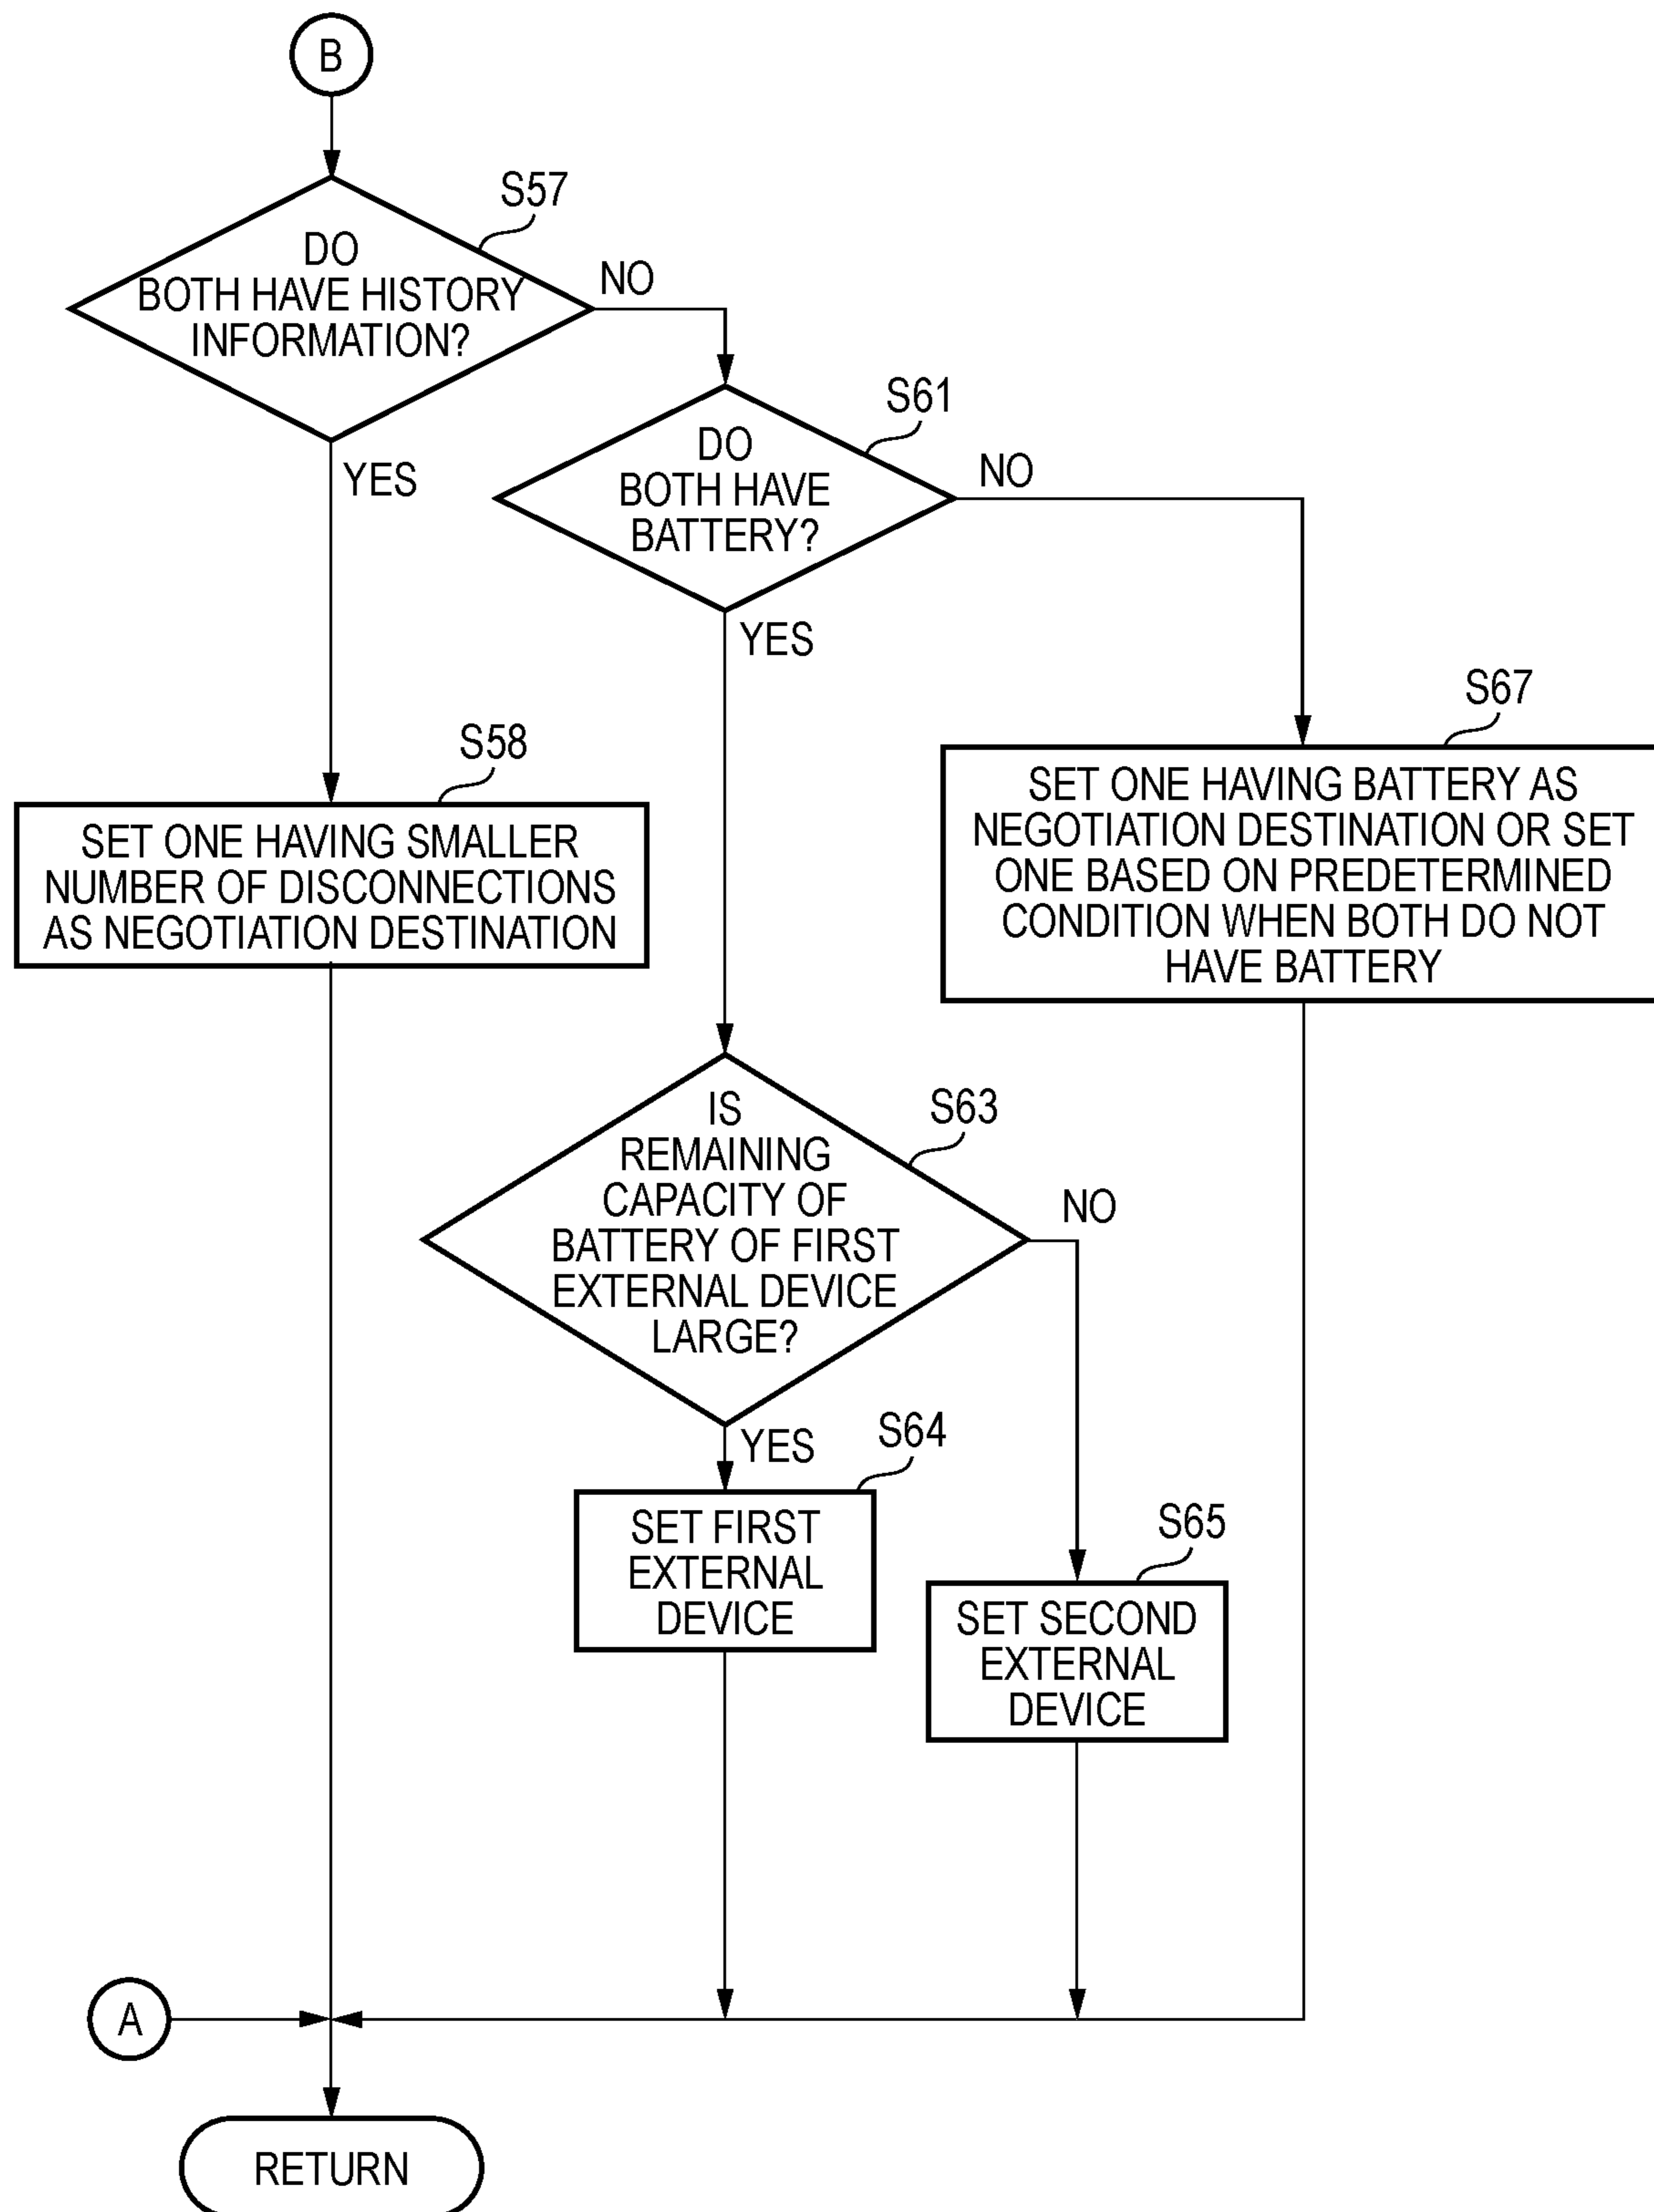 B
S57
DO
BOTH HAVE HISTORY
INFORMATION?
NO
YES
S61
DO
BOTH HAVE
BATTERY?
NO
YES
S58
SET ONE HAVING SMALLER
NUMBER OF DISCONNECTIONS
AS NEGOTIATION DESTINATION
S67
SET ONE HAVING BATTERY AS
NEGOTIATION DESTINATION OR SET
ONE BASED ON PREDETERMINED
CONDITION WHEN BOTH DO NOT
HAVE BATTERY
S63
IS
REMAINING
CAPACITY OF
BATTERY OF FIRST
EXTERNAL DEVICE
LARGE?
NO
YES
S64
SET FIRST
EXTERNAL
DEVICE
S65
SET SECOND
EXTERNAL
DEVICE
A
RETURN